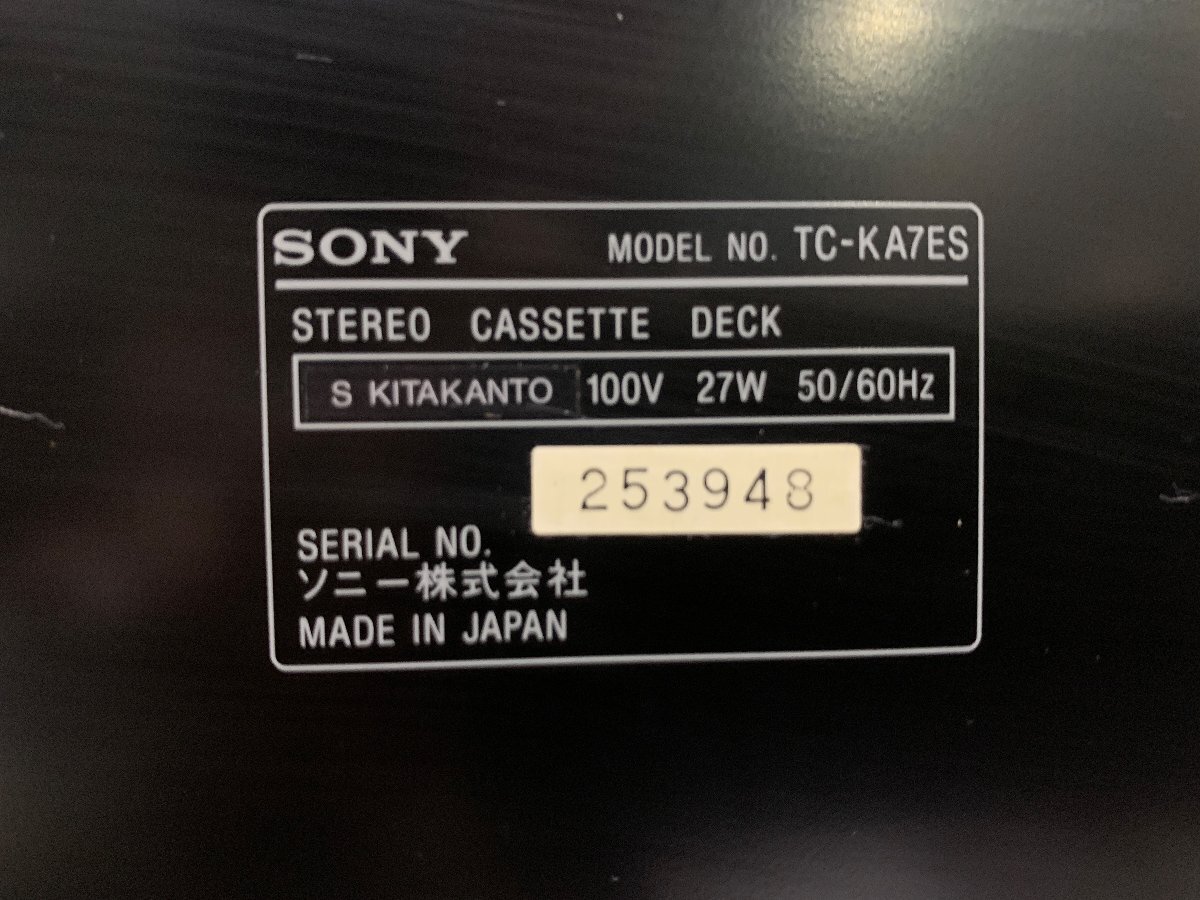 SONY MODEL NO. TC-KA7ES
STEREO CASSETTE DECK
S KITAKANTO 100V 27W 50/60Hz
253948
SERIAL NO.
ソニー株式会社
MADE IN JAPAN